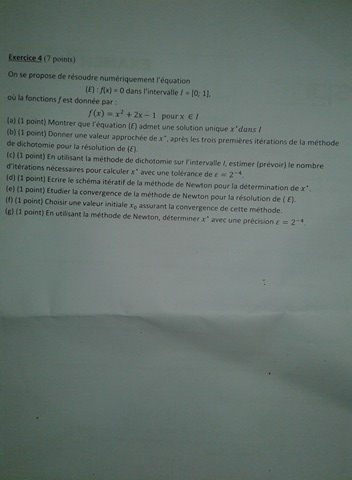 Exercice 4 (7 points)
On se propose de résoudre numériquement l'équation
(E) : f(x) = 0 dans l'intervalle I = [0; 1],
où la fonctions f est donnée par :
f(x) = x² + 2x − 1 pour x ∈ I
(a) (1 point) Montrer que l'équation (E) admet une solution unique x* dans I
(b) (1 point) Donner une valeur approchée de x*, après les trois premières itérations de la méthode
de dichotomie pour la résolution de (E).
(c) (1 point) En utilisant la méthode de dichotomie sur l'intervalle I, estimer (prévoir) le nombre
d'itérations nécessaires pour calculer x* avec une tolérance de ε = 2⁻⁴.
(d) (1 point) Ecrire le schéma itératif de la méthode de Newton pour la détermination de x*.
(e) (1 point) Etudier la convergence de la méthode de Newton pour la résolution de ( E).
(f) (1 point) Choisir une valeur initiale x₀ assurant la convergence de cette méthode.
(g) (1 point) En utilisant la méthode de Newton, déterminer x* avec une précision ε = 2⁻⁴.